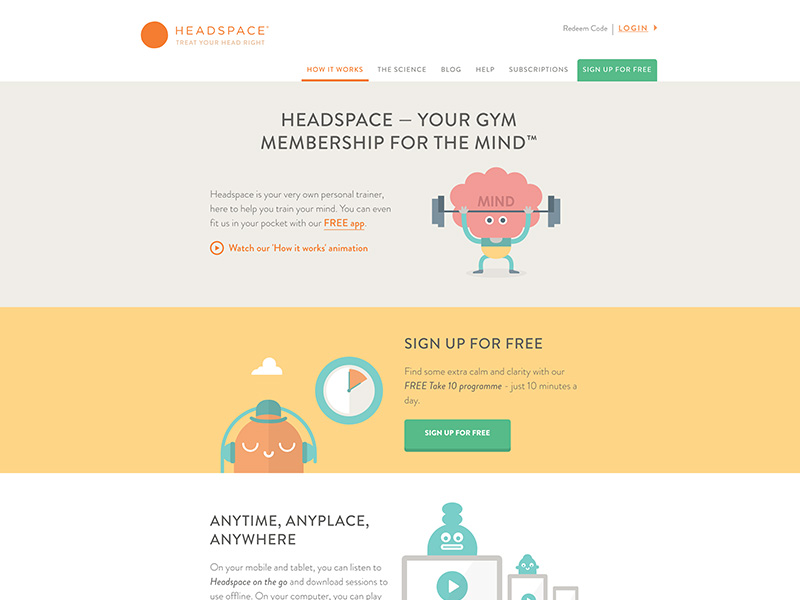 HEADSPACE
TREAT YOUR HEAD RIGHT
Redeem Code | LOGIN
HOW IT WORKS THE SCIENCE BLOG HELP SUBSCRIPTIONS SIGN UP FOR FREE
HEADSPACE — YOUR GYM
MEMBERSHIP FOR THE MIND™
Headspace is your very own personal trainer,
here to help you train your mind. You can even
fit us in your pocket with our FREE app.
Watch our 'How it works' animation
MIND
SIGN UP FOR FREE
Find some extra calm and clarity with our
FREE Take 10 programme - just 10 minutes a
day.
SIGN UP FOR FREE
ANYTIME, ANYPLACE,
ANYWHERE
On your mobile and tablet, you can listen to
Headspace on the go and download sessions to
use offline. On your computer, you can play